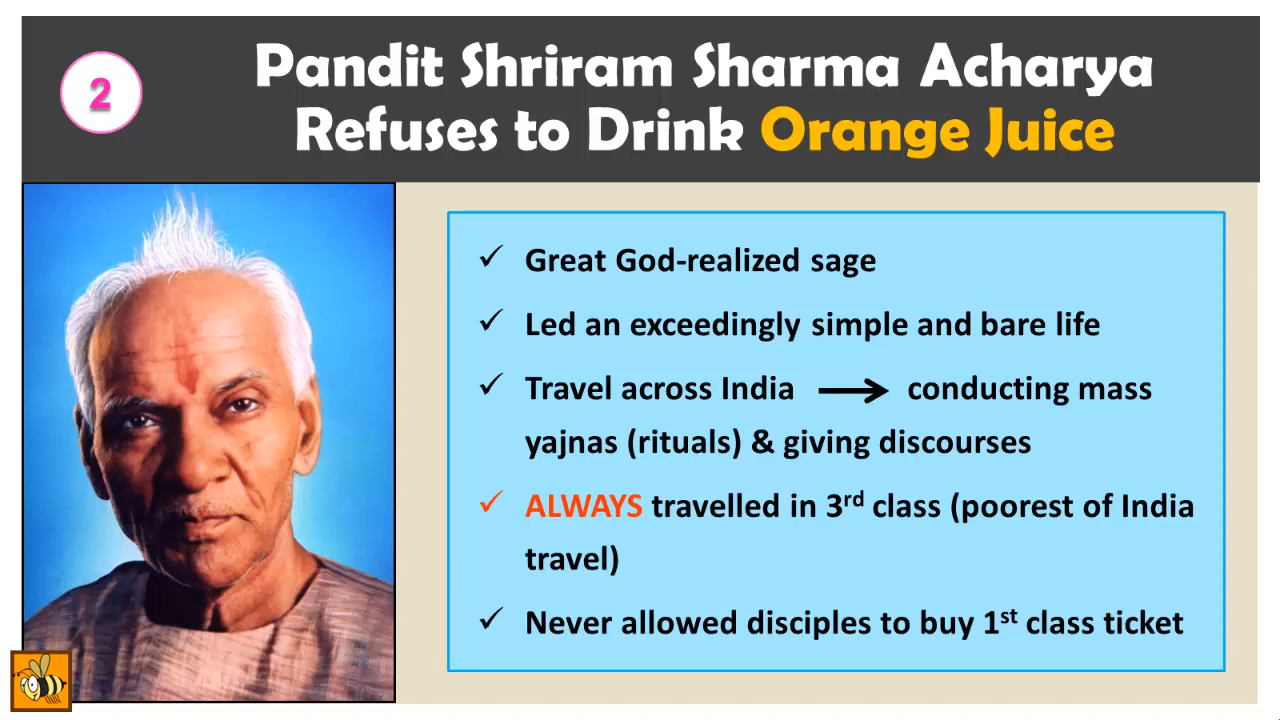 2
Pandit Shriram Sharma Acharya
Refuses to Drink Orange Juice
✓ Great God-realized sage
✓ Led an exceedingly simple and bare life
✓ Travel across India → conducting mass
yajnas (rituals) & giving discourses
✓ ALWAYS travelled in 3rd class (poorest of India
travel)
✓ Never allowed disciples to buy 1st class ticket